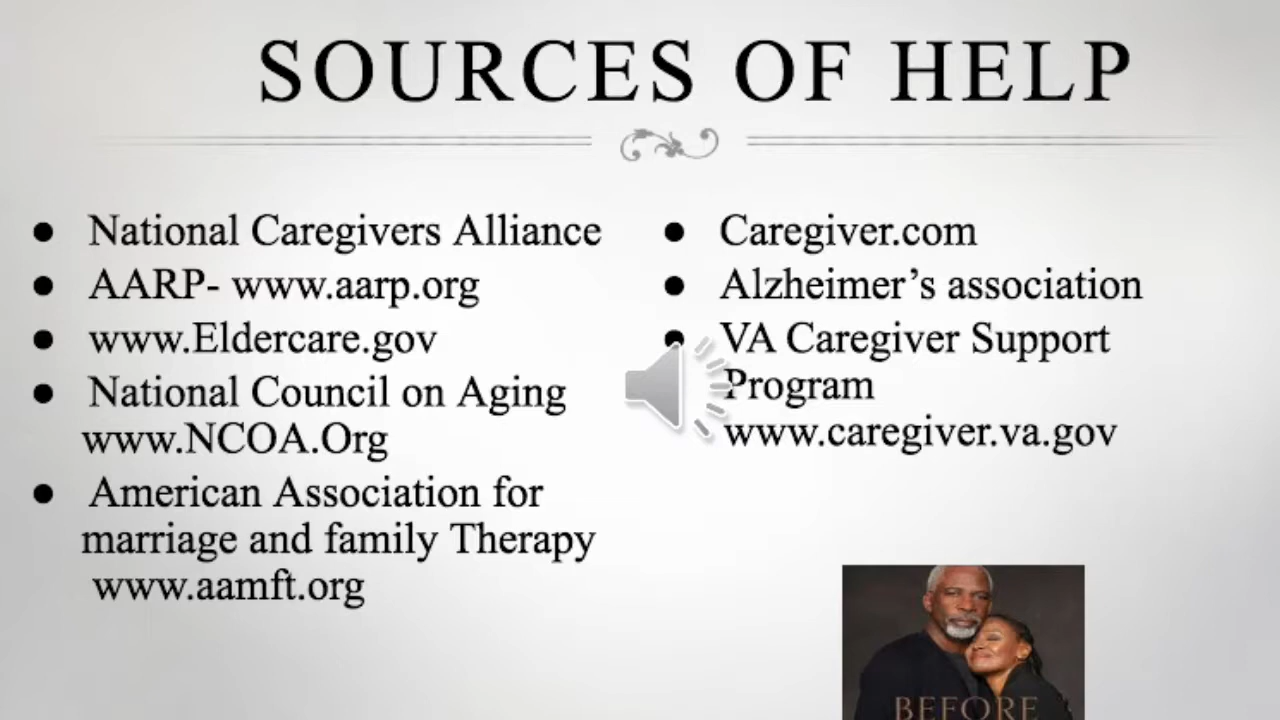 SOURCES OF HELP
● National Caregivers Alliance
● AARP- www.aarp.org
● www.Eldercare.gov
● National Council on Aging
www.NCOA.Org
● American Association for
marriage and family Therapy
www.aamft.org
● Caregiver.com
● Alzheimer’s association
● VA Caregiver Support
Program
www.caregiver.va.gov
BEFORE